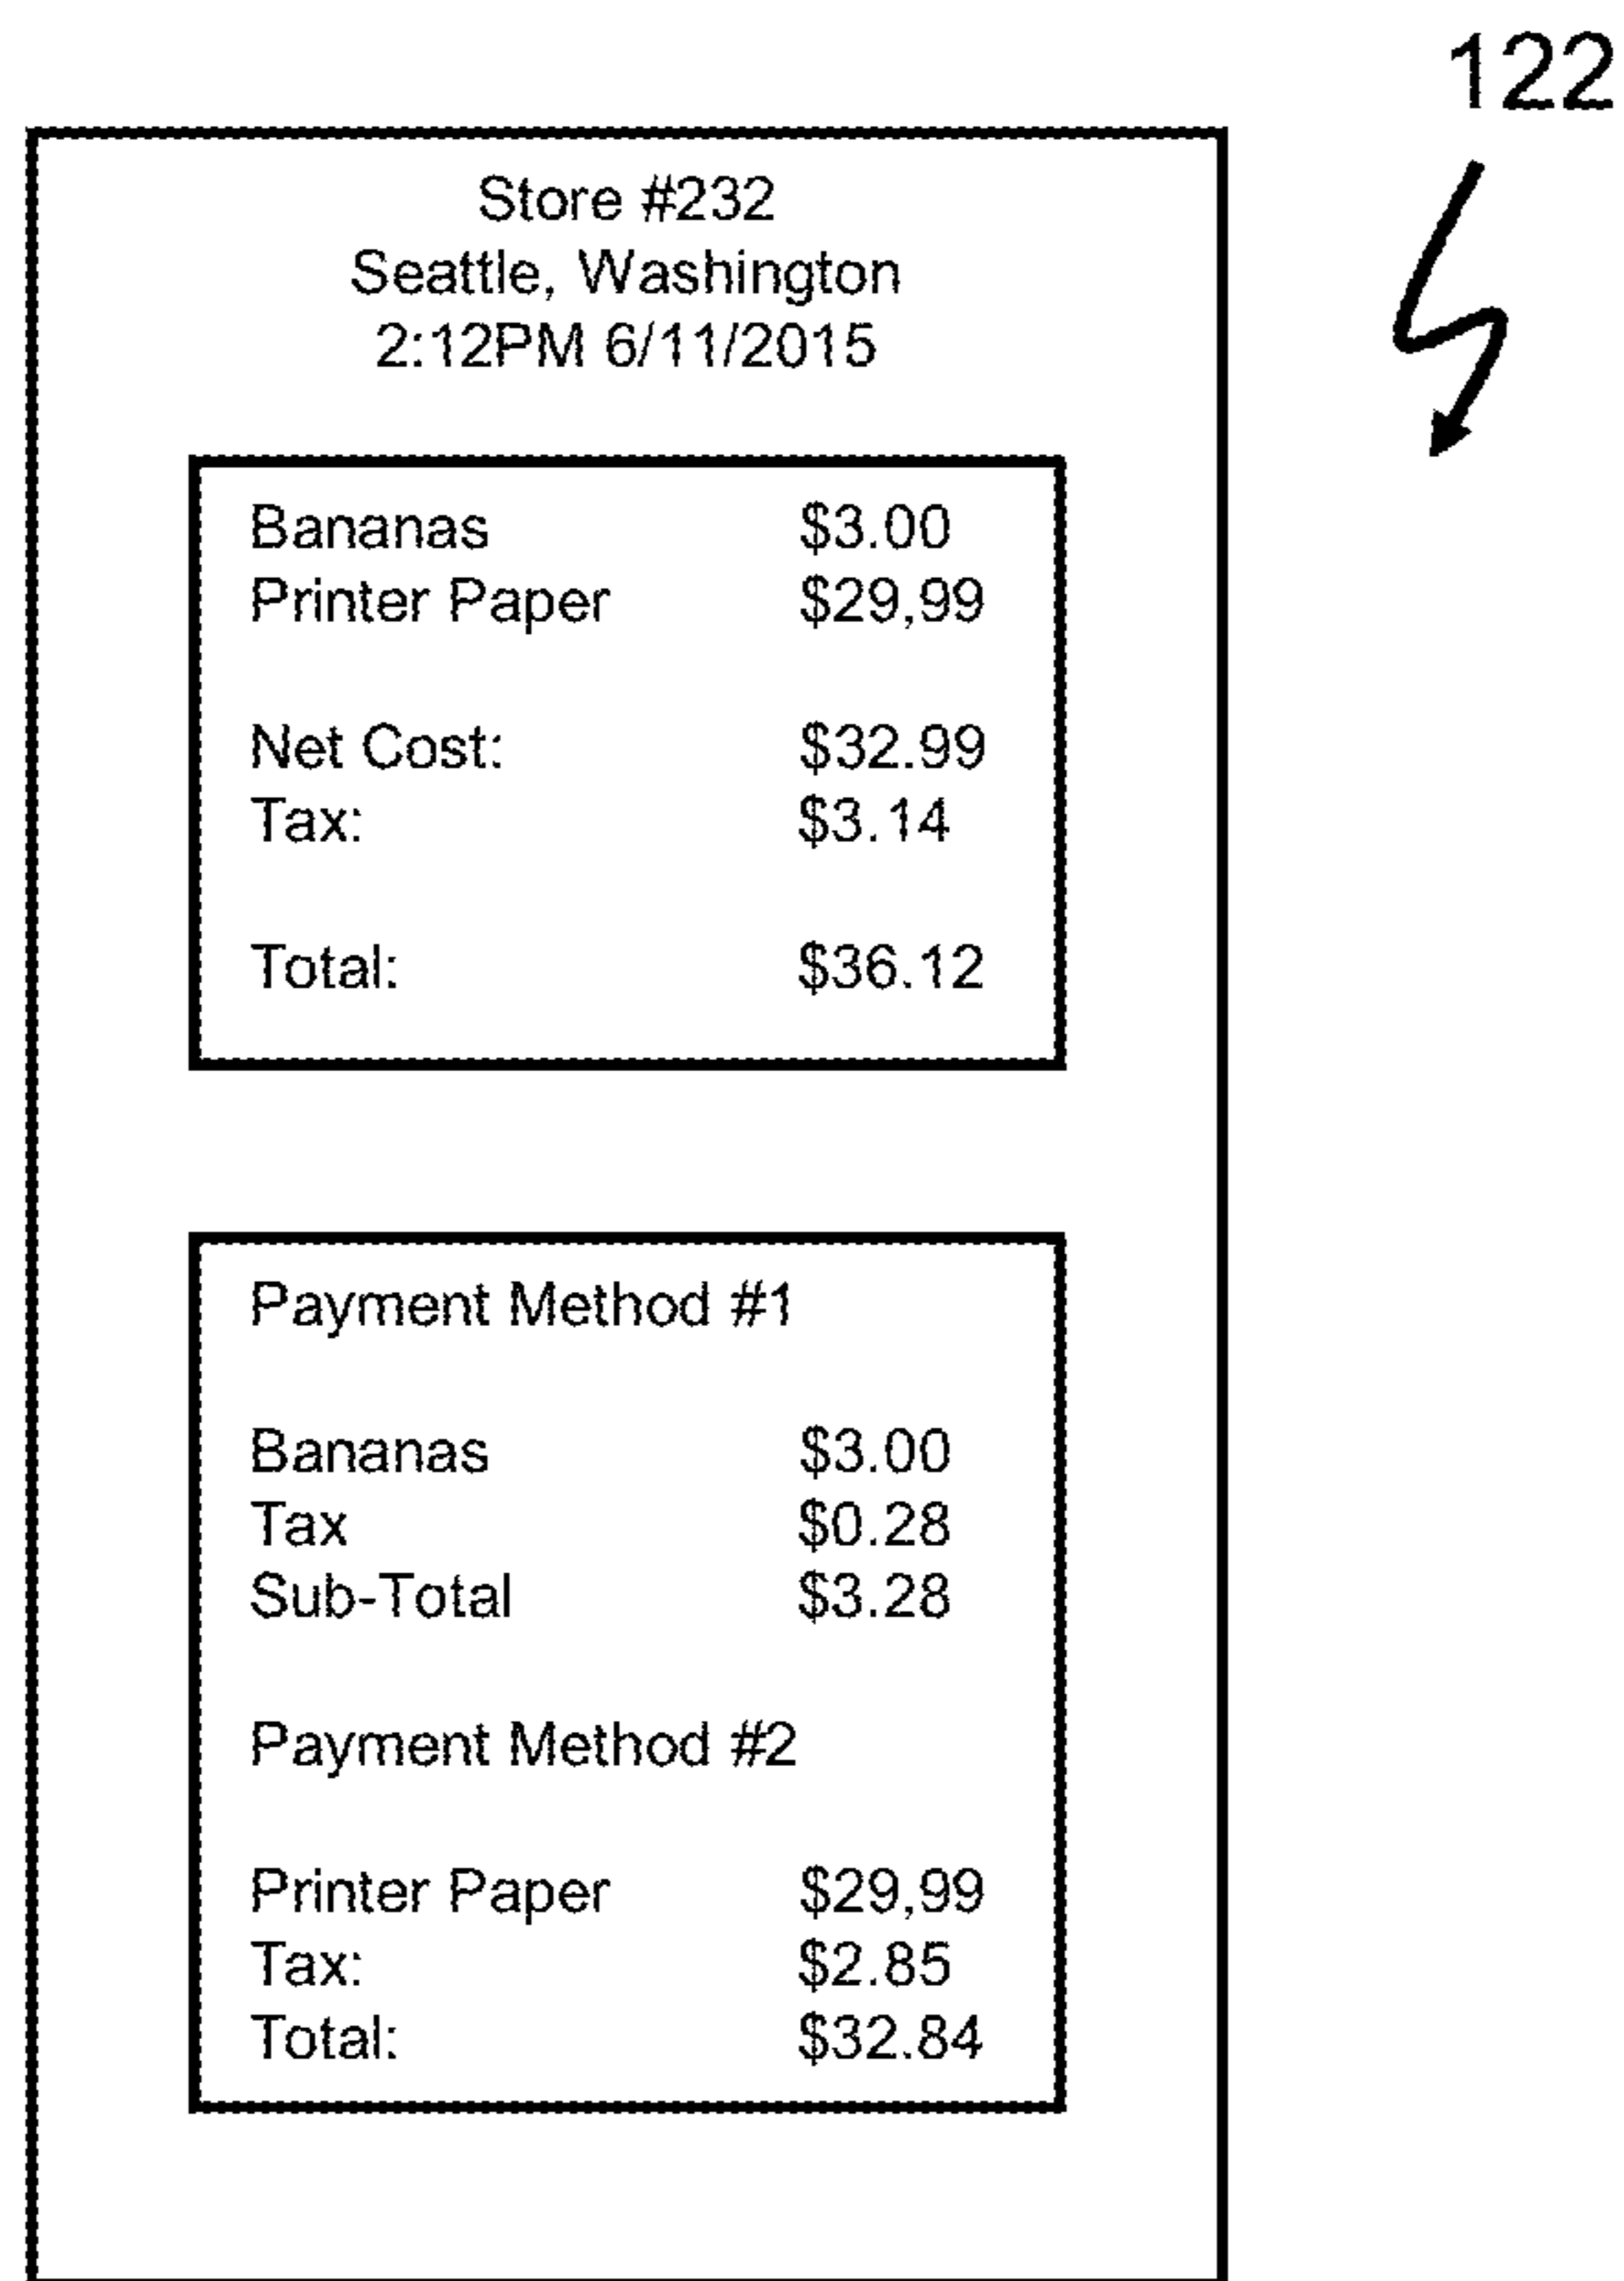 122
Store #232
Seattle, Washington
2:12PM 6/11/2015
Bananas $3.00
Printer Paper $29,99
Net Cost: $32.99
Tax: $3.14
Total: $36.12
Payment Method #1
Bananas $3.00
Tax $0.28
Sub-Total $3.28
Payment Method #2
Printer Paper $29,99
Tax: $2.85
Total: $32.84